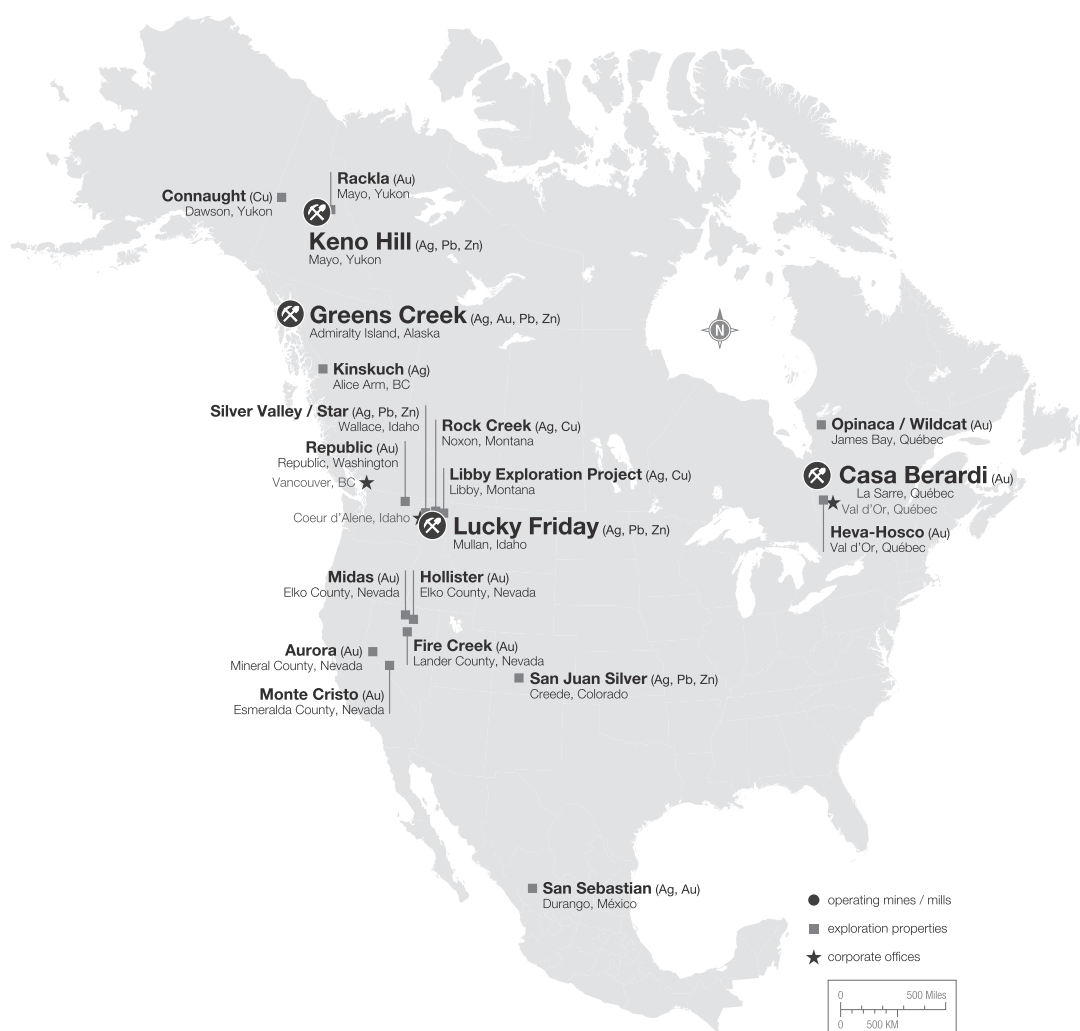 Rackla (Au)
Mayo, Yukon
Connaught (Cu)
Dawson, Yukon
Keno Hill (Ag, Pb, Zn)
Mayo, Yukon
Greens Creek (Ag, Au, Pb, Zn)
Admiralty Island, Alaska
N
Kinskuch (Ag)
Alice Arm, BC
Silver Valley / Star (Ag, Pb, Zn)
Wallace, Idaho
Rock Creek (Ag, Cu)
Noxon, Montana
Republic (Au)
Republic, Washington
Vancouver, BC
Libby Exploration Project (Ag, Cu)
Libby, Montana
Coeur d'Alene, Idaho
Lucky Friday (Ag, Pb, Zn)
Mullan, Idaho
Opinaca / Wildcat (Au)
James Bay, Québec
Casa Berardi (Au)
La Sarre, Québec
Val d'Or, Québec
Heva-Hosco (Au)
Val d'Or, Québec
Midas (Au)
Elko County, Nevada
Hollister (Au)
Elko County, Nevada
Fire Creek (Au)
Lander County, Nevada
Aurora (Au)
Mineral County, Nevada
Monte Cristo (Au)
Esmeralda County, Nevada
San Juan Silver (Ag, Pb, Zn)
Creede, Colorado
San Sebastian (Ag, Au)
Durango, México
operating mines / mills
exploration properties
corporate offices
0 500 Miles
0 500 KM